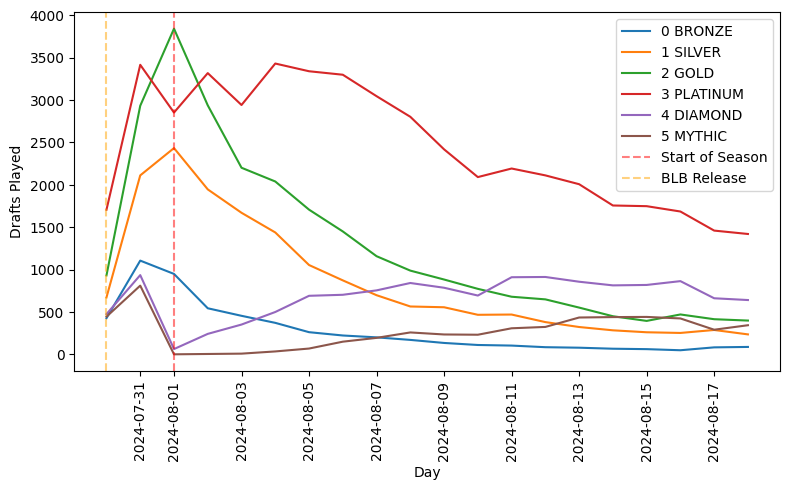 4000
3500
3000
2500
2000
1500
1000
500
0
Drafts Played
0 BRONZE
1 SILVER
2 GOLD
3 PLATINUM
4 DIAMOND
5 MYTHIC
Start of Season
BLB Release
2024-07-31
2024-08-01
2024-08-03
2024-08-05
2024-08-07
2024-08-09
2024-08-11
2024-08-13
2024-08-15
2024-08-17
Day